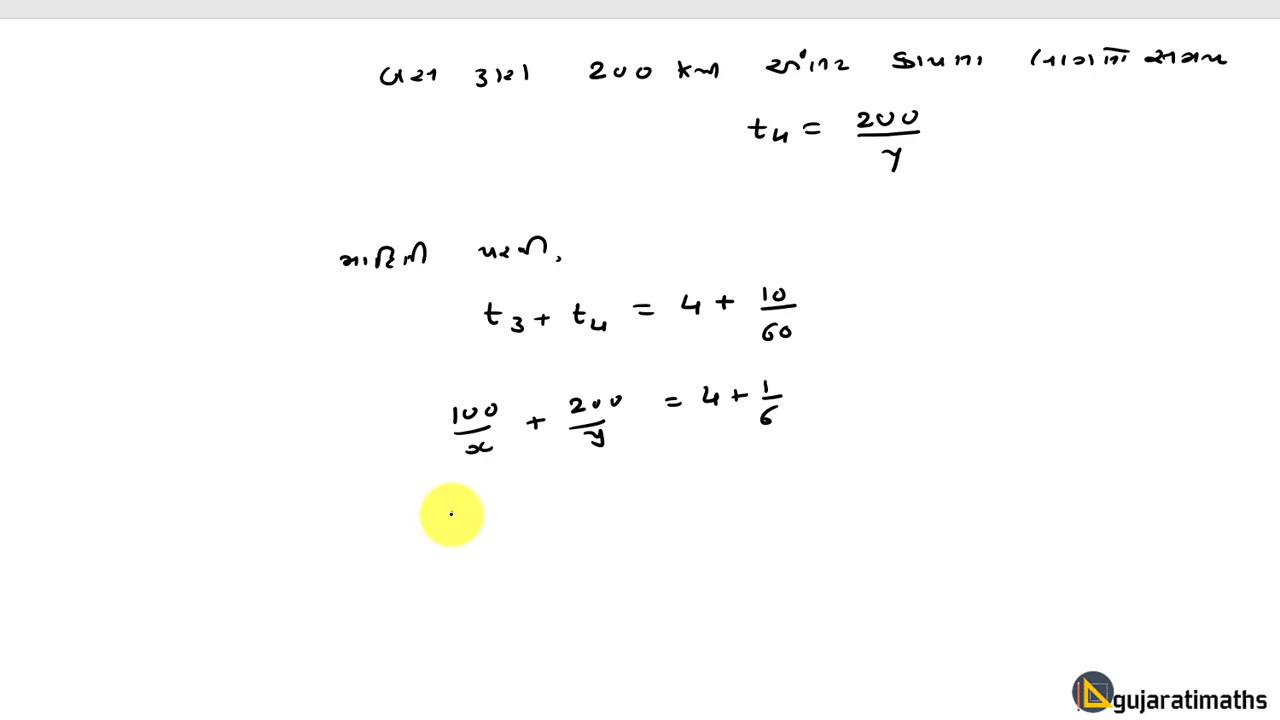 બસ દ્વારા 200 km અંતર કાપતા લાગતો સમય
t₄ = 200/y
માહિતી પરથી,
t₃ + t₄ = 4 + 10/60
100/x + 200/y = 4 + 1/6
gujaratimaths